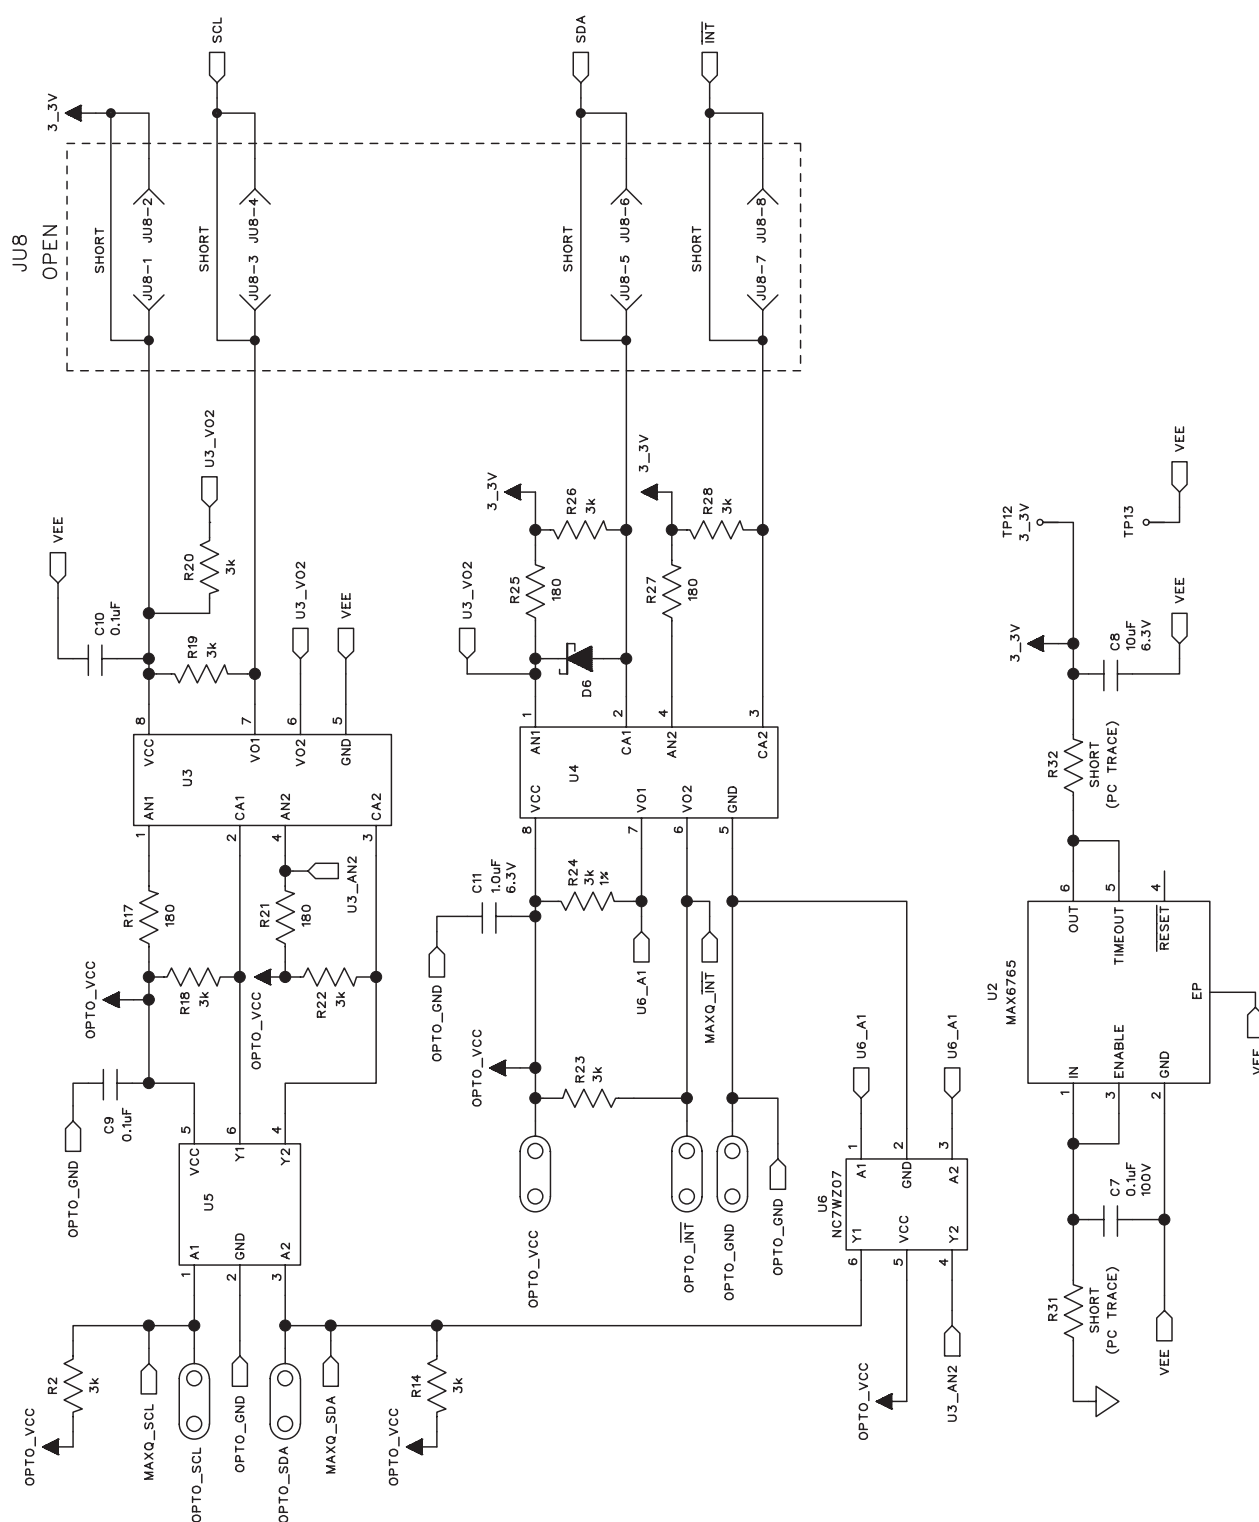 JU8
OPEN
3_3V
SCL
SDA
INT
SHORT
JU8-1
JU8-2
SHORT
JU8-3
JU8-4
SHORT
JU8-5
JU8-6
SHORT
JU8-7
JU8-8
VEE
C10
0.1uF
R20
3k
U3_VO2
R19
3k
U3_VO2
VEE
8
7
6
5
VCC
VO1
VO2
GND
U3
AN1
CA1
AN2
CA2
1
2
4
3
R17
180
R21
180
U3_AN2
OPTO_VCC
R18
3k
OPTO_VCC
R22
3k
OPTO_GND
C9
0.1uF
5
6
4
VCC
Y1
Y2
U5
A1
GND
A2
1
2
3
R2
3k
OPTO_VCC
MAXQ_SCL
OPTO_SCL
OPTO_GND
OPTO_SDA
MAXQ_SDA
R14
3k
OPTO_VCC
3_3V
R26
3k
3_3V
R28
3k
U3_VO2
R25
180
R27
180
D6
1
2
4
3
AN1
CA1
AN2
CA2
U4
VCC
VO1
VO2
GND
8
7
6
5
C11
1.0uF
6.3V
R24
3k
1%
OPTO_GND
U6_A1
MAXQ_INT
OPTO_VCC
R23
3k
OPTO_VCC
OPTO_INT
OPTO_GND
OPTO_GND
U6_A1
U6_A1
1
2
3
A1
GND
A2
U6
NC7WZ07
Y1
VCC
Y2
6
5
4
OPTO_VCC
U3_AN2
TP12
3_3V
TP13
VEE
3_3V
C8
10uF
6.3V
VEE
R32
SHORT
(PC TRACE)
6
5
4
OUT
TIMEOUT
RESET
U2
MAX6765
EP
VEE
IN
ENABLE
GND
1
3
2
C7
0.1uF
100V
R31
SHORT
(PC TRACE)
VEE